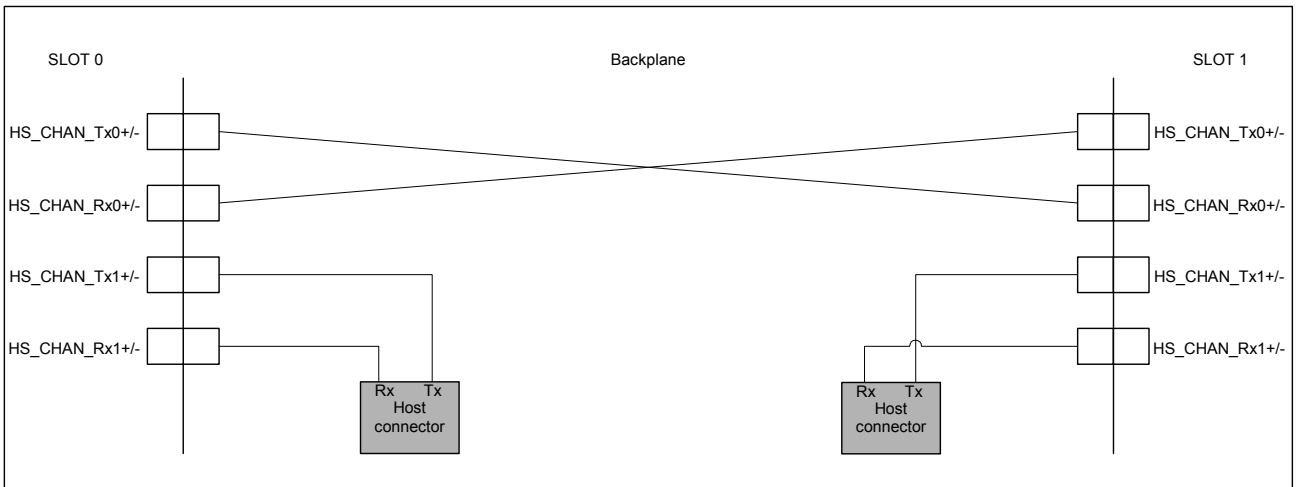 SLOT 0
Backplane
SLOT 1
HS_CHAN_Tx0+/-
HS_CHAN_Tx0+/-
HS_CHAN_Rx0+/-
HS_CHAN_Rx0+/-
HS_CHAN_Tx1+/-
HS_CHAN_Tx1+/-
HS_CHAN_Rx1+/-
HS_CHAN_Rx1+/-
Rx Tx
Host
connector
Rx Tx
Host
connector